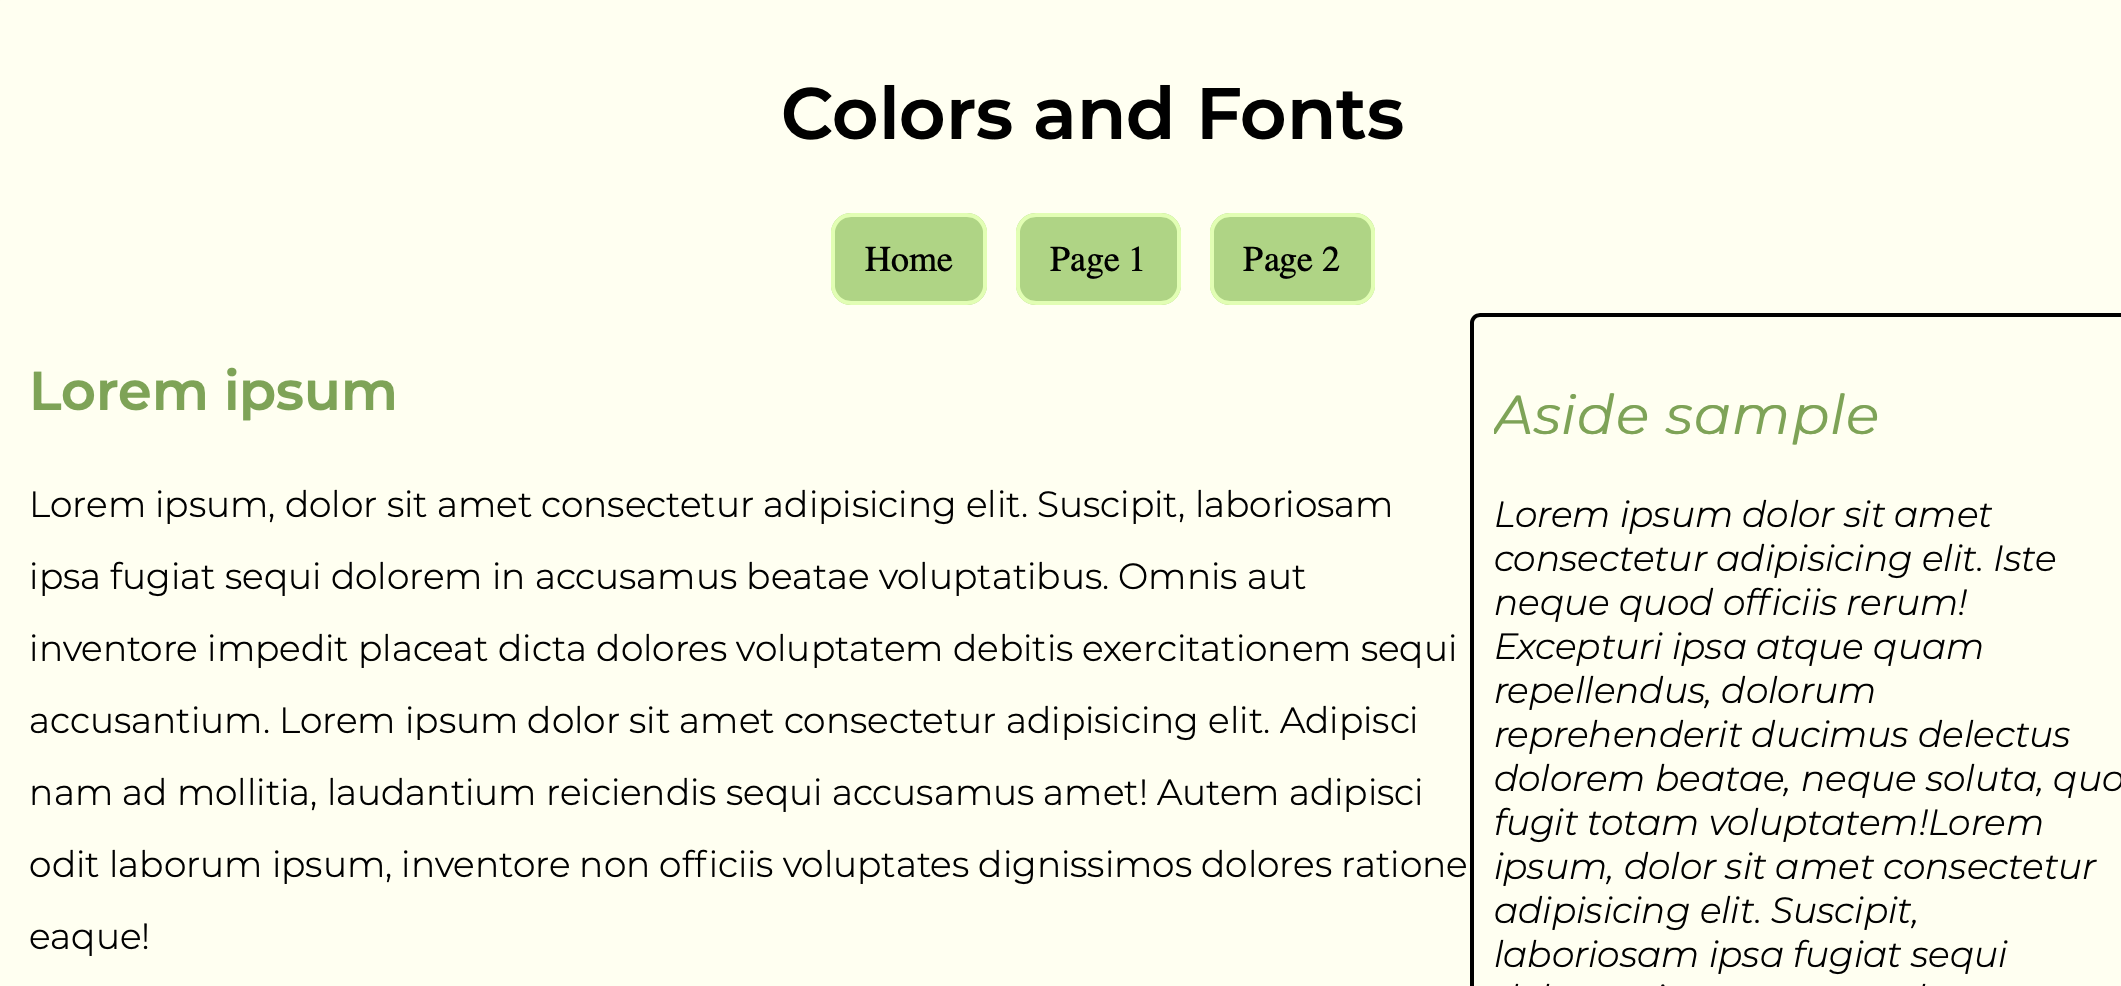 Colors and Fonts
Home
Page 1
Page 2
Lorem ipsum
Lorem ipsum, dolor sit amet consectetur adipisicing elit. Suscipit, laboriosam
ipsa fugiat sequi dolorem in accusamus beatae voluptatibus. Omnis aut
inventore impedit placeat dicta dolores voluptatem debitis exercitationem sequi
accusantium. Lorem ipsum dolor sit amet consectetur adipisicing elit. Adipisci
nam ad mollitia, laudantium reiciendis sequi accusamus amet! Autem adipisci
odit laborum ipsum, inventore non officiis voluptates dignissimos dolores ratione
eaque!
Aside sample
Lorem ipsum dolor sit amet
consectetur adipisicing elit. Iste
neque quod officiis rerum!
Excepturi ipsa atque quam
repellendus, dolorum
reprehenderit ducimus delectus
dolorem beatae, neque soluta,
fugit totam voluptatem!Lorem
ipsum, dolor sit amet consectetur
adipisicing elit. Suscipit,
laboriosam ipsa fugiat sequi